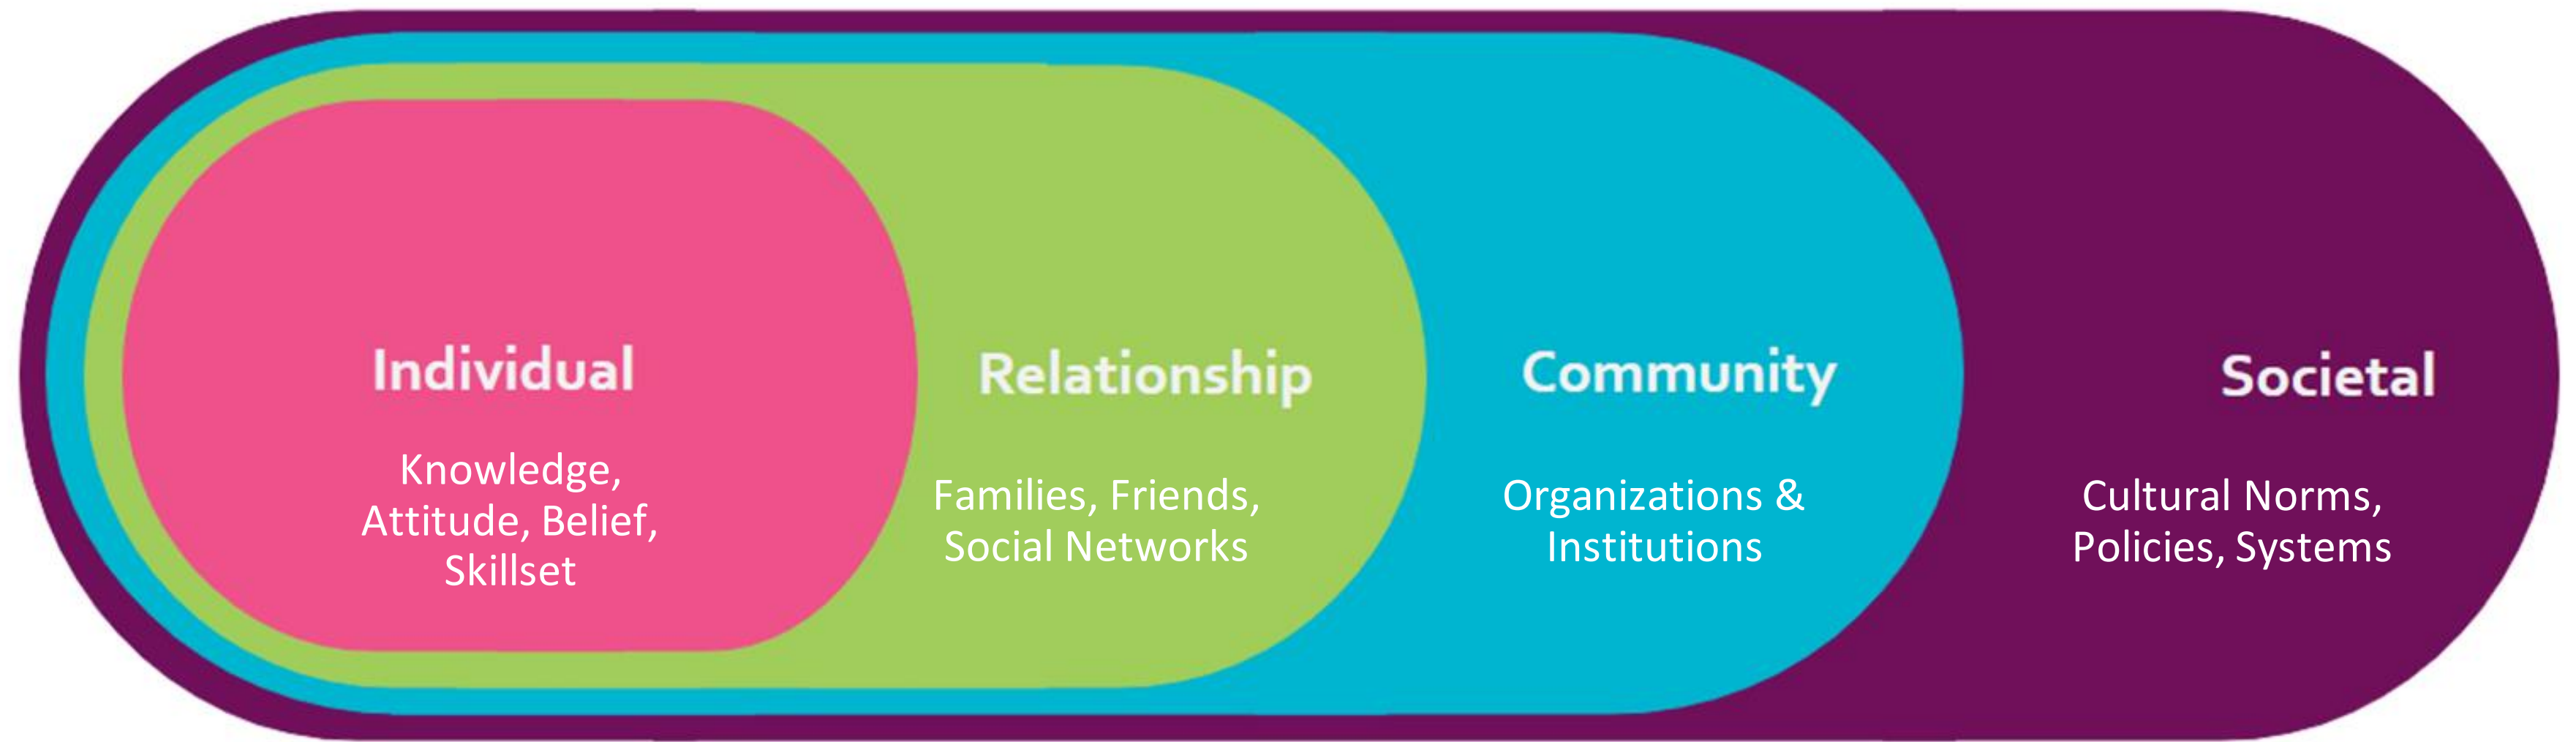 Individual
Knowledge,
Attitude, Belief,
Skillset
Relationship
Families, Friends,
Social Networks
Community
Organizations &
Institutions
Societal
Cultural Norms,
Policies, Systems